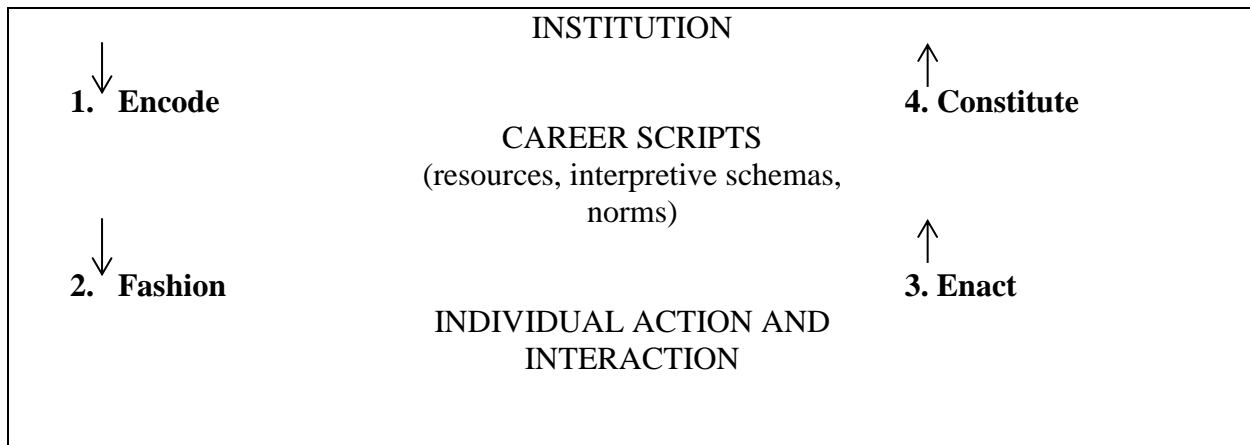 INSTITUTION
1. Encode
4. Constitute
CAREER SCRIPTS
(resources, interpretive schemas,
norms)
2. Fashion
3. Enact
INDIVIDUAL ACTION AND
INTERACTION